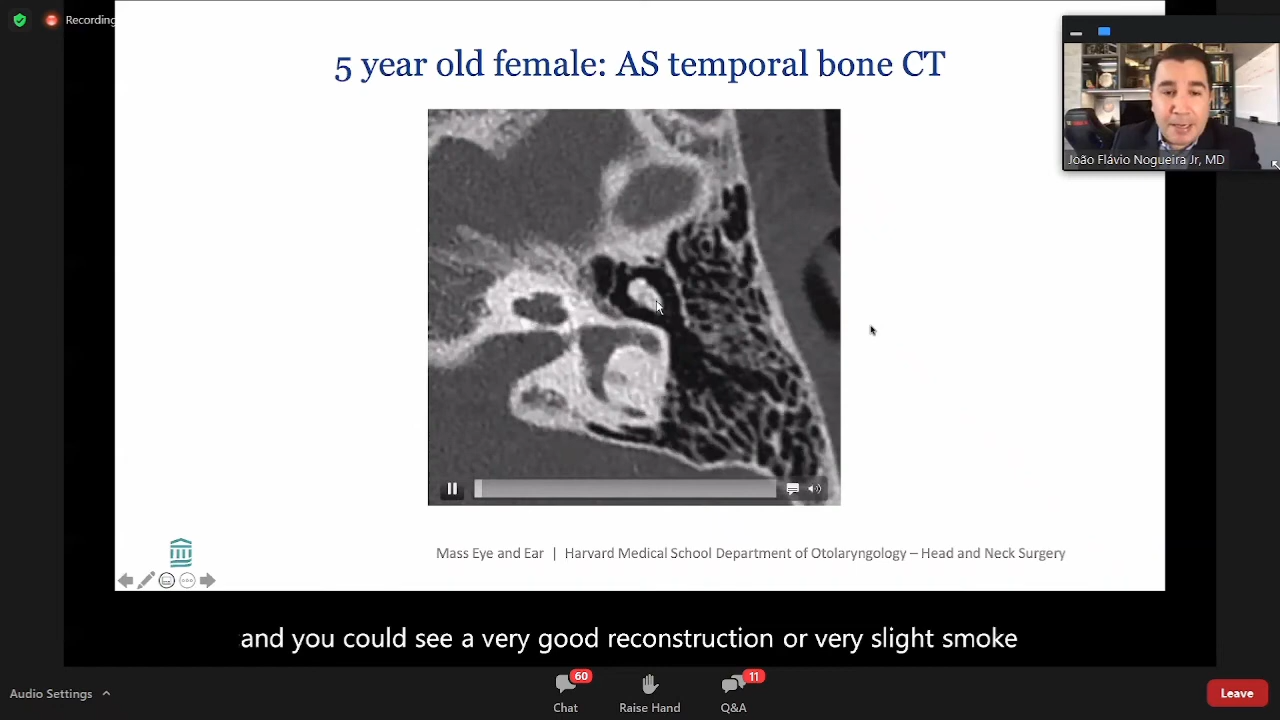 Recording
5 year old female: AS temporal bone CT
João Flávio Nogueira Jr, MD
Mass Eye and Ear | Harvard Medical School Department of Otolaryngology – Head and Neck Surgery
and you could see a very good reconstruction or very slight smoke
Audio Settings
60
Chat
Raise Hand
11
Q&A
Leave